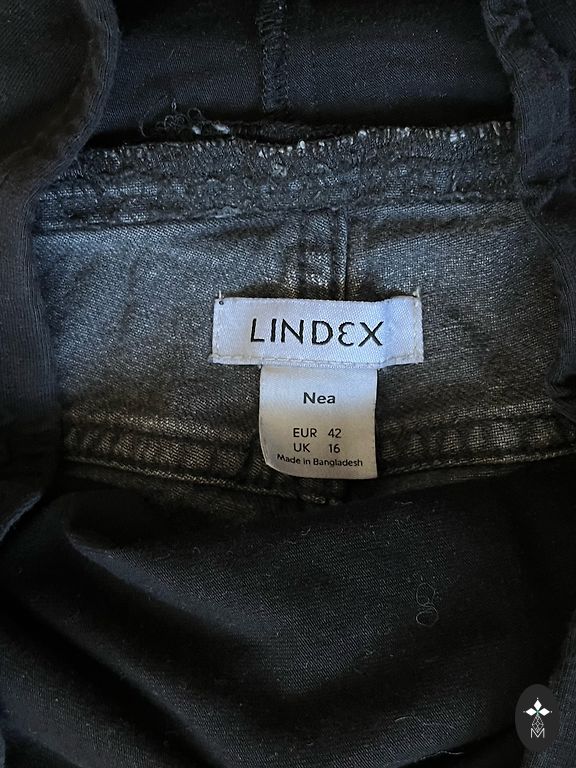 LINDEX
Nea
EUR 42
UK 16
Made in Bangladesh
M